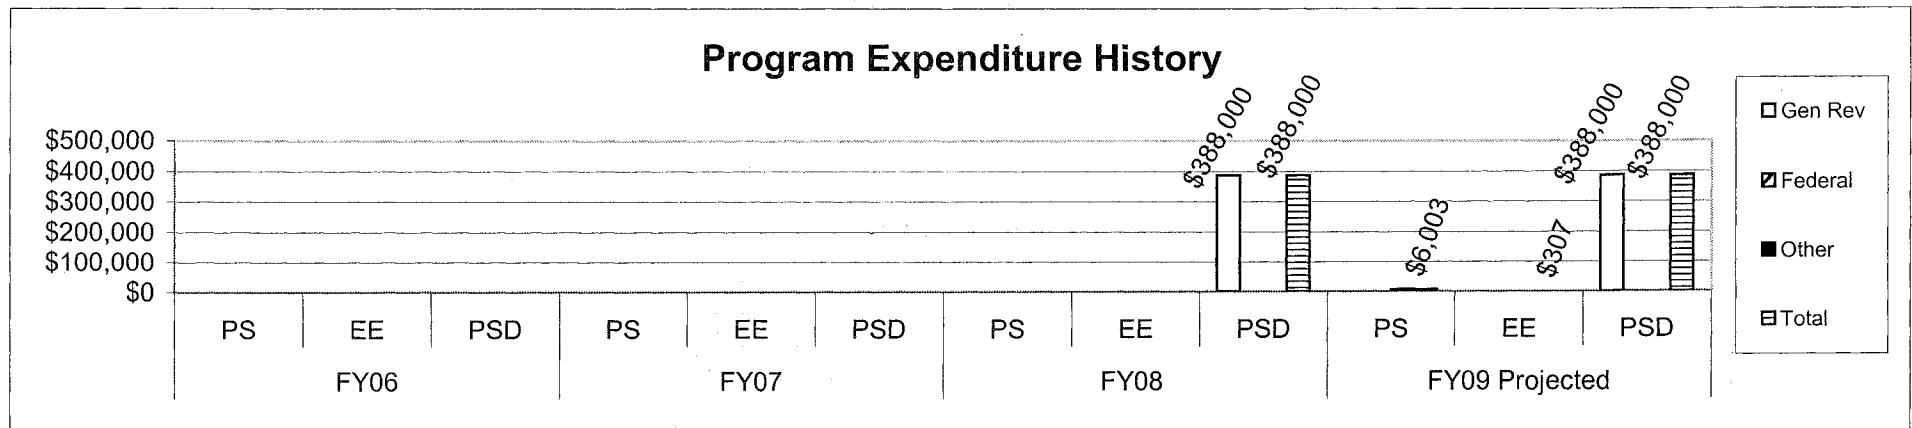 Program Expenditure History
$500,000
$400,000
$300,000
$200,000
$100,000
$0
$388,000
$388,000
$6,003
$307
$388,000
$388,000
PS EE PSD PS EE PSD PS EE PSD PS EE PSD
FY06 FY07 FY08 FY09 Projected
Gen Rev
Federal
Other
Total